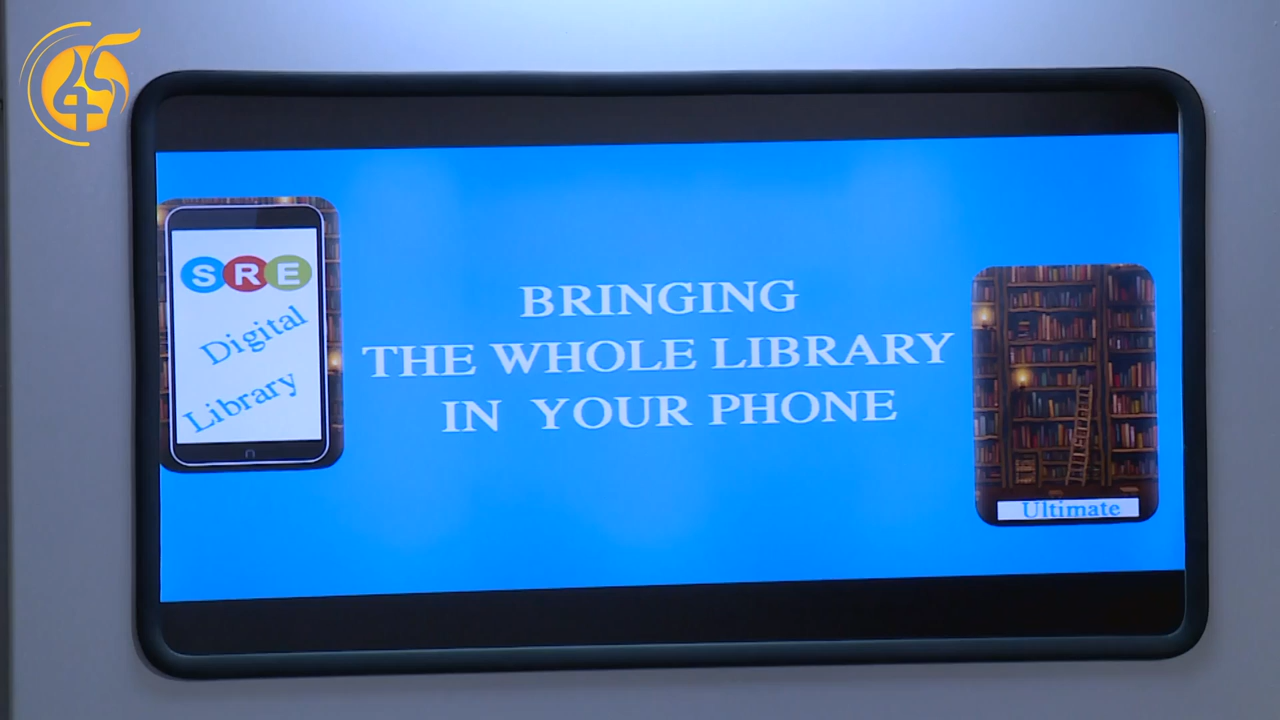 45
SRE
Digital
Library
BRINGING
THE WHOLE LIBRARY
IN YOUR PHONE
Ultimate